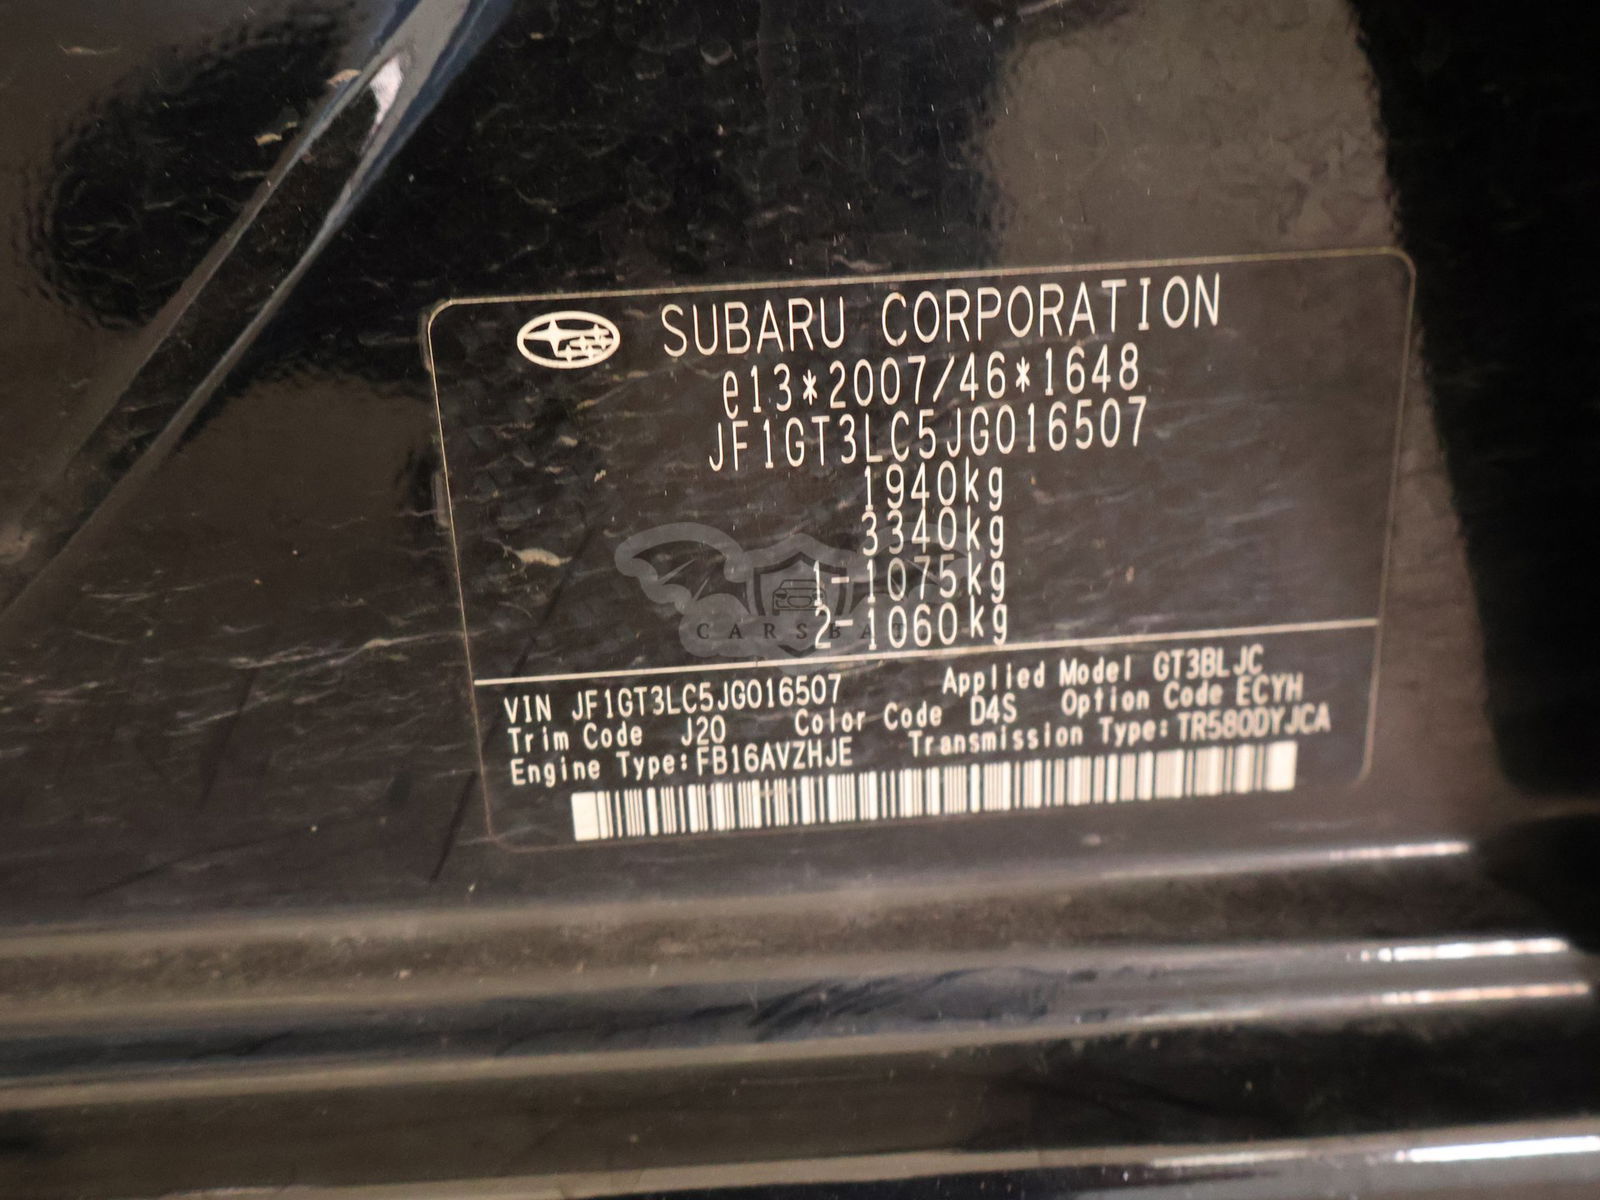 SUBARU CORPORATION
e13*2007/46*1648
JF1GT3LC5JG016507
1940kg
3340kg
1-1075kg
2-1060kg
CARSBAT
VIN JF1GT3LC5JG016507 Applied Model GT3BLJC
Trim Code J20 Color Code D4S Option Code ECYH
Engine Type:FB16AVZHJE Transmission Type:TR580DYJCA